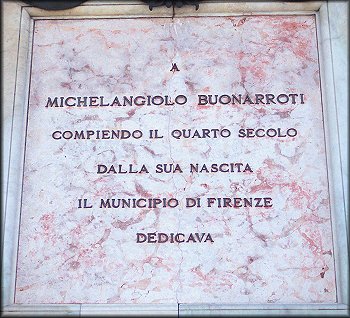 A
MICHELANGIOLO BUONARROTI
COMPIENDO IL QUARTO SECOLO
DALLA SUA NASCITA
IL MUNICIPIO DI FIRENZE
DEDICAVA